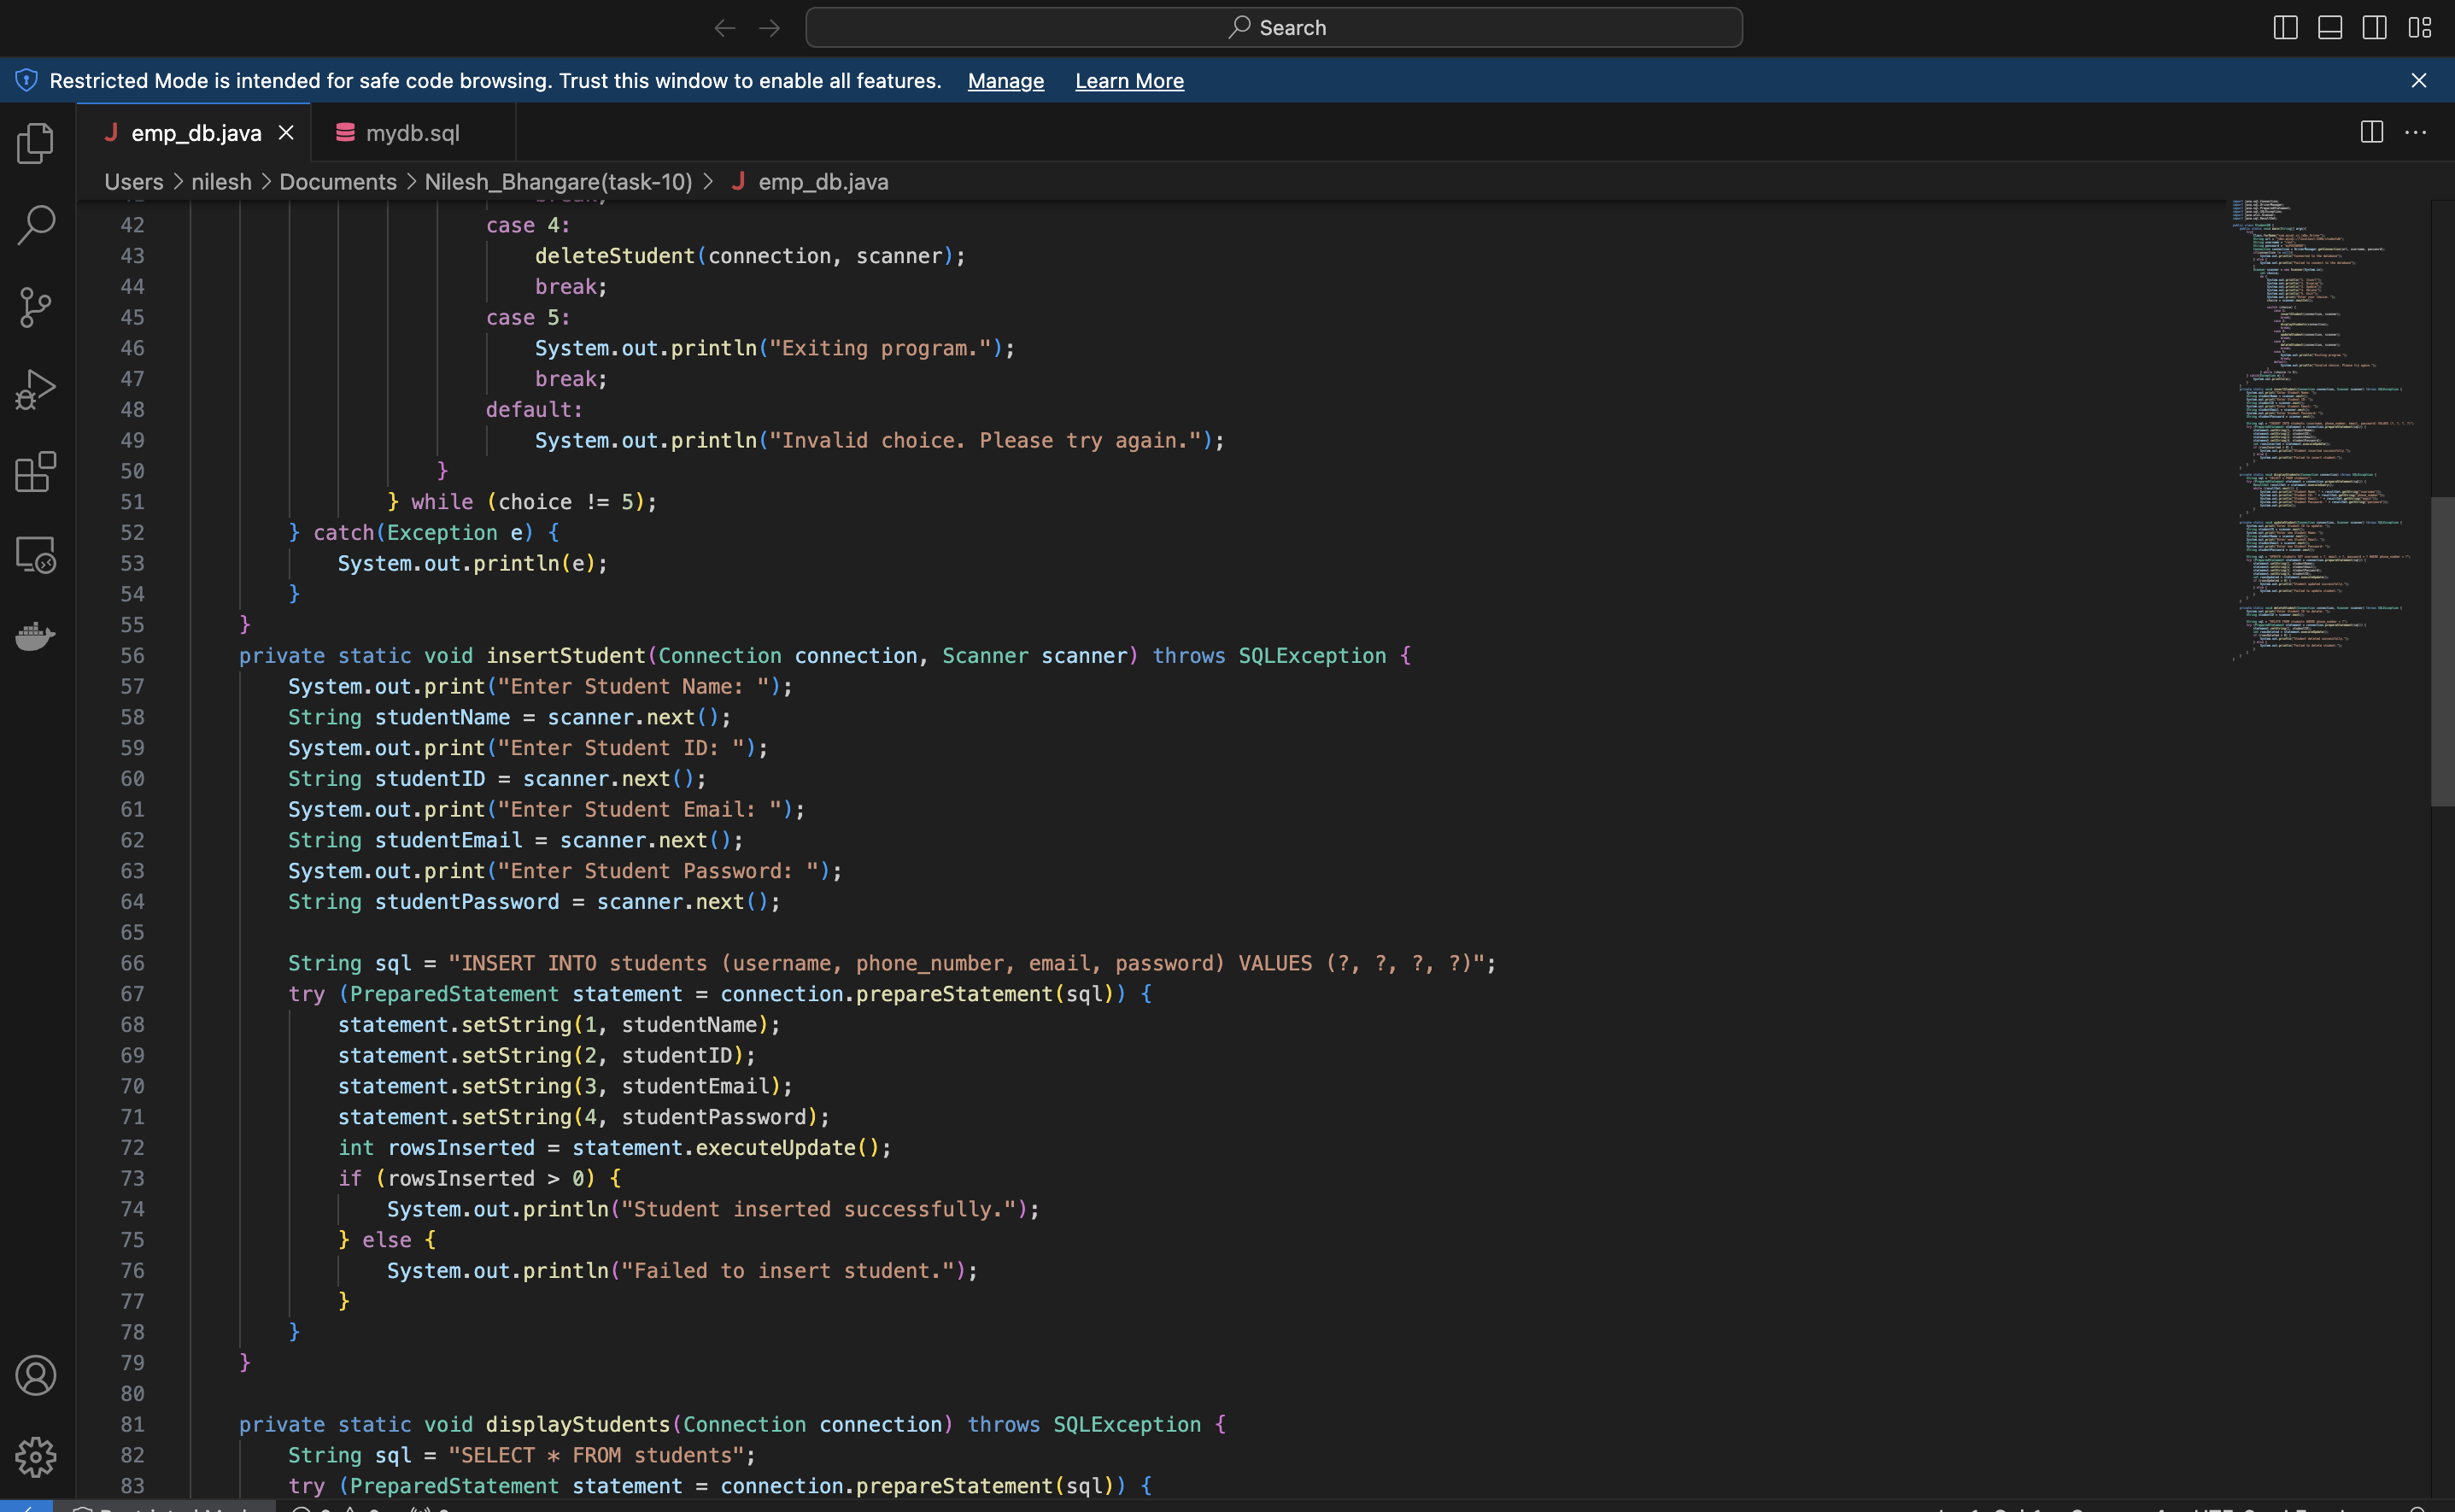 Search
Restricted Mode is intended for safe code browsing. Trust this window to enable all features. Manage Learn More
emp_db.java mydb.sql
Users > nilesh > Documents > Nilesh_Bhangare(task-10) > emp_db.java
42 case 4:
43 deleteStudent(connection, scanner);
44 break;
45 case 5:
46 System.out.println("Exiting program.");
47 break;
48 default:
49 System.out.println("Invalid choice. Please try again.");
50 }
51 } while (choice != 5);
52 } catch(Exception e) {
53 System.out.println(e);
54 }
55 }
56 private static void insertStudent(Connection connection, Scanner scanner) throws SQLException {
57 System.out.print("Enter Student Name: ");
58 String studentName = scanner.next();
59 System.out.print("Enter Student ID: ");
60 String studentID = scanner.next();
61 System.out.print("Enter Student Email: ");
62 String studentEmail = scanner.next();
63 System.out.print("Enter Student Password: ");
64 String studentPassword = scanner.next();
65
66 String sql = "INSERT INTO students (username, phone_number, email, password) VALUES (?, ?, ?, ?)";
67 try (PreparedStatement statement = connection.prepareStatement(sql)) {
68 statement.setString(1, studentName);
69 statement.setString(2, studentID);
70 statement.setString(3, studentEmail);
71 statement.setString(4, studentPassword);
72 int rowsInserted = statement.executeUpdate();
73 if (rowsInserted > 0) {
74 System.out.println("Student inserted successfully.");
75 } else {
76 System.out.println("Failed to insert student.");
77 }
78 }
79 }
80
81 private static void displayStudents(Connection connection) throws SQLException {
82 String sql = "SELECT * FROM students";
83 try (PreparedStatement statement = connection.prepareStatement(sql)) {